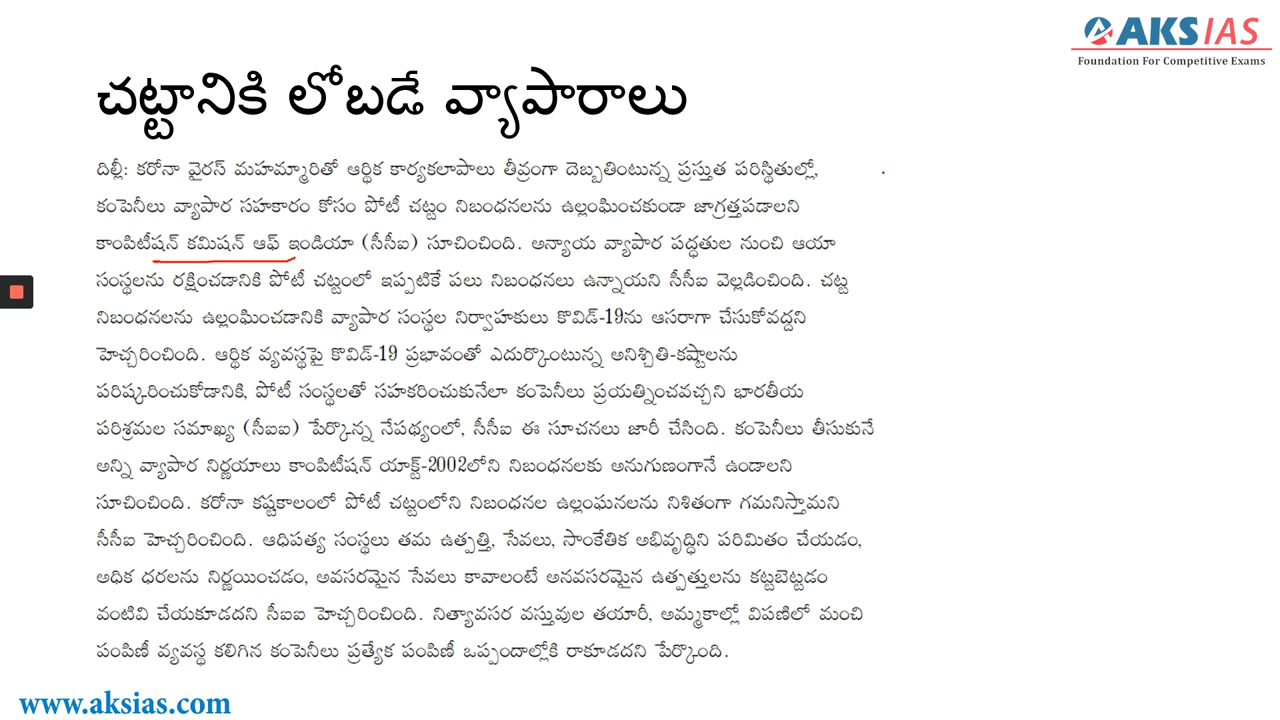 AKS IAS
Foundation For Competitive Exams
చట్టానికి లోబడే వ్యాపారాలు
దిల్లీ: కరోనా వైరస్ మహమ్మారితో ఆర్థిక కార్యకలాపాలు తీవ్రంగా దెబ్బతింటున్న ప్రస్తుత పరిస్థితుల్లో,
కంపెనీలు వ్యాపార సహకారం కోసం పోటీ చట్టం నిబంధనలను ఉల్లంఘించకుండా జాగ్రత్తపడాలని
కాంపిటీషన్ కమిషన్ ఆఫ్ ఇండియా (సీసీఐ) సూచించింది. అన్యాయ వ్యాపార పద్ధతుల నుంచి ఆయా
సంస్థలను రక్షించడానికి పోటీ చట్టంలో ఇప్పటికే పలు నిబంధనలు ఉన్నాయని సీసీఐ వెల్లడించింది. చట్ట
నిబంధనలను ఉల్లంఘించడానికి వ్యాపార సంస్థల నిర్వాహకులు కొవిడ్-19ను ఆసరాగా చేసుకోవద్దని
హెచ్చరించింది. ఆర్థిక వ్యవస్థపై కొవిడ్-19 ప్రభావంతో ఎదుర్కొంటున్న అనిశ్చితి-కష్టాలను
పరిష్కరించుకోడానికి, పోటీ సంస్థలతో సహకరించుకునేలా కంపెనీలు ప్రయత్నించవచ్చని భారతీయ
పరిశ్రమల సమాఖ్య (సీఐఐ) పేర్కొన్న నేపథ్యంలో, సీసీఐ ఈ సూచనలు జారీ చేసింది. కంపెనీలు తీసుకునే
అన్ని వ్యాపార నిర్ణయాలు కాంపిటీషన్ యాక్ట్-2002లోని నిబంధనలకు అనుగుణంగానే ఉండాలని
సూచించింది. కరోనా కష్టకాలంలో పోటీ చట్టంలోని నిబంధనల ఉల్లంఘనలను నిశితంగా గమనిస్తామని
సీసీఐ హెచ్చరించింది. ఆధిపత్య సంస్థలు తమ ఉత్పత్తి, సేవలు, సాంకేతిక అభివృద్ధిని పరిమితం చేయడం,
అధిక ధరలను నిర్ణయించడం, అవసరమైన సేవలు కావాలంటే అనవసరమైన ఉత్పత్తులను కట్టబెట్టడం
వంటివి చేయకూడదని సీఐఐ హెచ్చరించింది. నిత్యావసర వస్తువుల తయారీ, అమ్మకాల్లో విపణిలో మంచి
పంపిణీ వ్యవస్థ కలిగిన కంపెనీలు ప్రత్యేక పంపిణీ ఒప్పందాల్లోకి రాకూడదని పేర్కొంది.
www.aksias.com